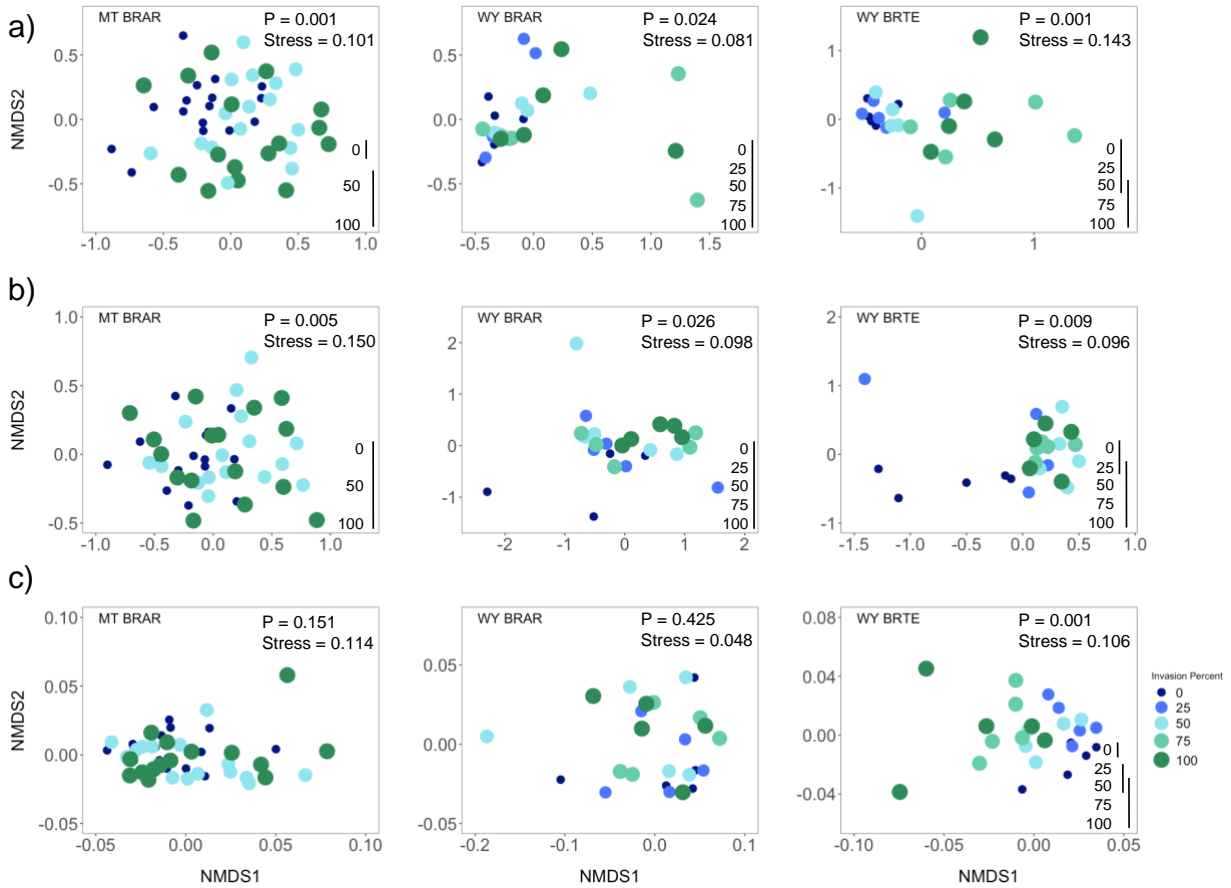 a)
MT BRAR
P = 0.001
Stress = 0.101
NMDS2
0.5
0.0
-0.5
-1.0 -0.5 0.0 0.5 1.0
0
50
100
WY BRAR
P = 0.024
Stress = 0.081
0.5
0.0
-0.5
-0.5 0.0 0.5 1.0 1.5
0
25
50
75
100
WY BRTE
P = 0.001
Stress = 0.143
1
0
-1
0 1
0
25
50
75
100
b)
MT BRAR
P = 0.005
Stress = 0.150
NMDS2
1.0
0.5
0.0
-0.5
-1.0 -0.5 0.0 0.5 1.0
0
50
100
WY BRAR
P = 0.026
Stress = 0.098
2
1
0
-1
-2 -1 0 1 2
0
25
50
75
100
WY BRTE
P = 0.009
Stress = 0.096
2
1
0
-1
-1.5 -1.0 -0.5 0.0 0.5 1.0
0
25
50
75
100
c)
MT BRAR
P = 0.151
Stress = 0.114
NMDS2
0.10
0.05
0.00
-0.05
-0.05 0.00 0.05 0.10
NMDS1
WY BRAR
P = 0.425
Stress = 0.048
0.05
0.00
-0.05
-0.2 -0.1 0.0 0.1
NMDS1
WY BRTE
P = 0.001
Stress = 0.106
0.08
0.04
0.00
-0.04
-0.10 -0.05 0.00 0.05
NMDS1
0
25
50
75
100
Invasion Percent
0
25
50
75
100